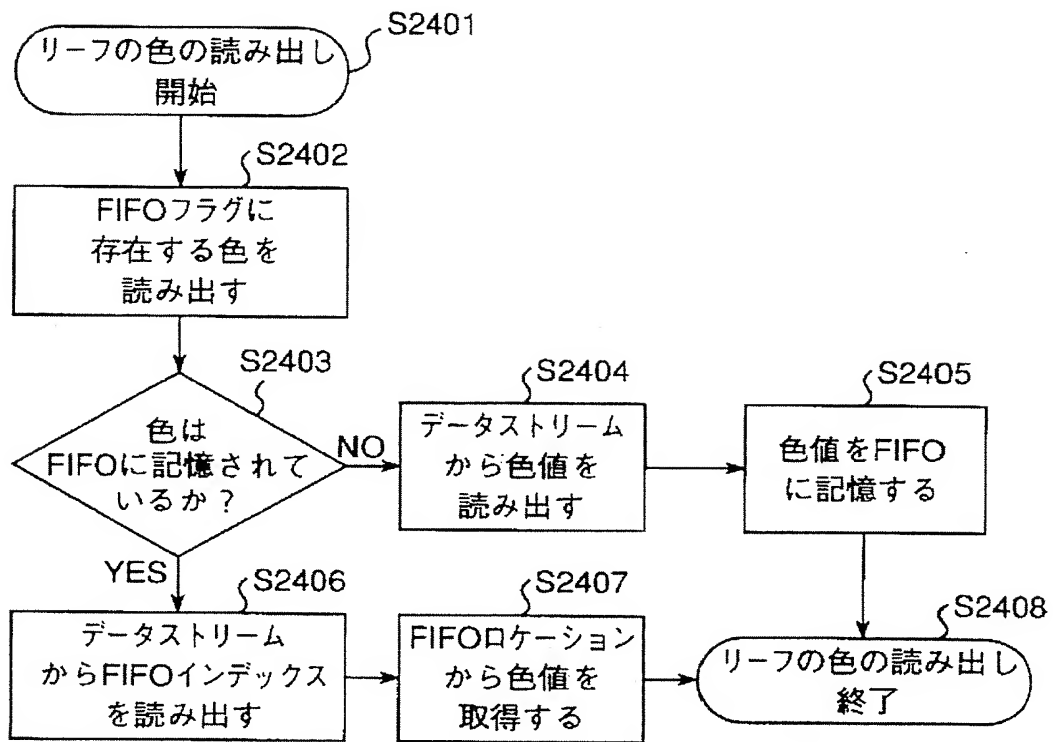 S2401
リーフの色の読み出し
開始
S2402
FIFOフラグに
存在する色を
読み出す
S2403
色は
FIFOに記憶されて
いるか？
NO
S2404
データストリーム
から色値を
読み出す
S2405
色値をFIFO
に記憶する
YES
S2406
データストリーム
からFIFOインデックス
を読み出す
S2407
FIFOロケーション
から色値を
取得する
S2408
リーフの色の読み出し
終了